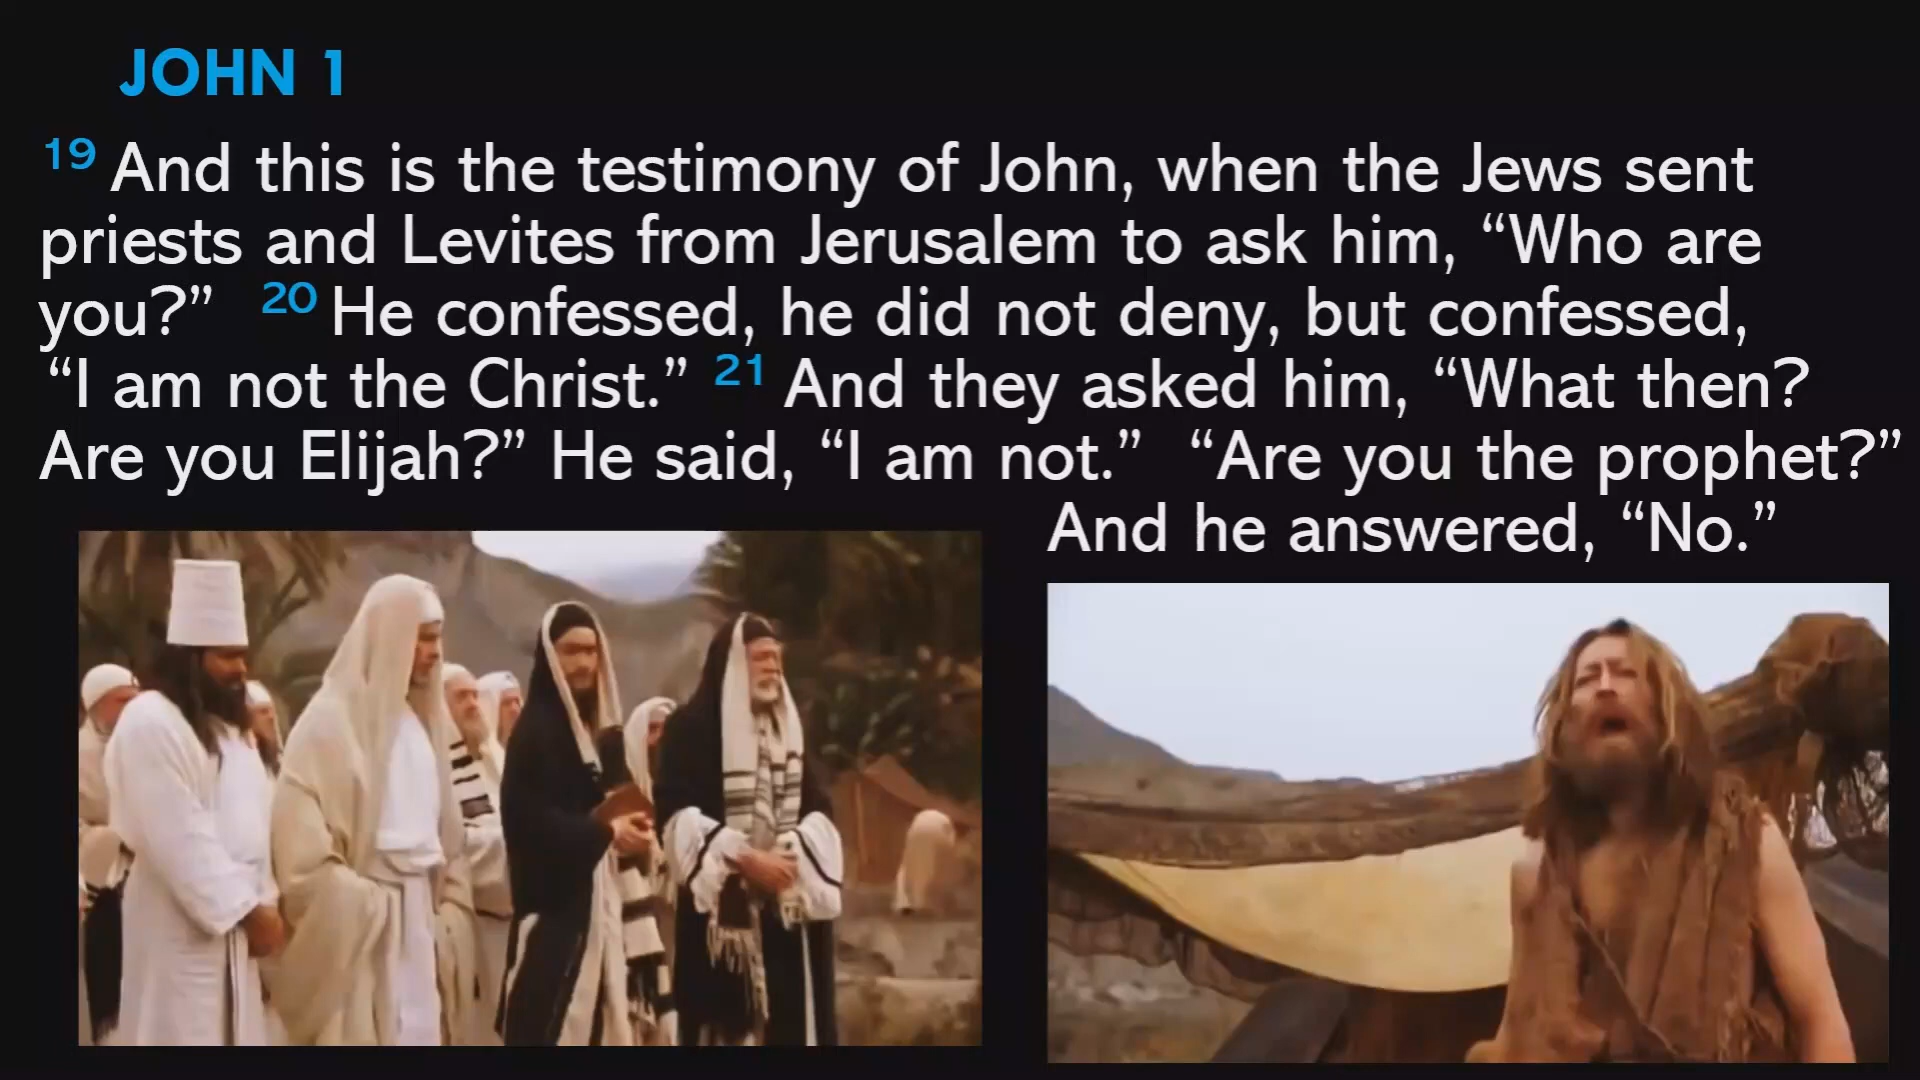 JOHN 1
19 And this is the testimony of John, when the Jews sent
priests and Levites from Jerusalem to ask him, “Who are
you?” 20 He confessed, he did not deny, but confessed,
“I am not the Christ.” 21 And they asked him, “What then?
Are you Elijah?” He said, “I am not.” “Are you the prophet?”
And he answered, “No.”